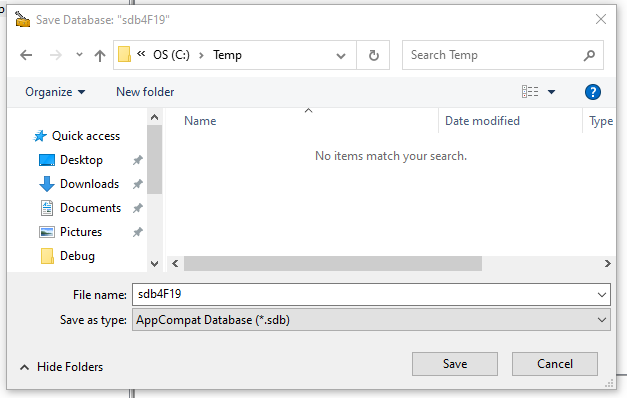 Save Database: "sdb4F19"
« OS (C:) > Temp
Search Temp
Organize
New folder
?
Name
Date modified
Type
No items match your search.
Quick access
Desktop
Downloads
Documents
Pictures
Debug
File name: sdb4F19
Save as type: AppCompat Database (*.sdb)
Hide Folders
Save
Cancel